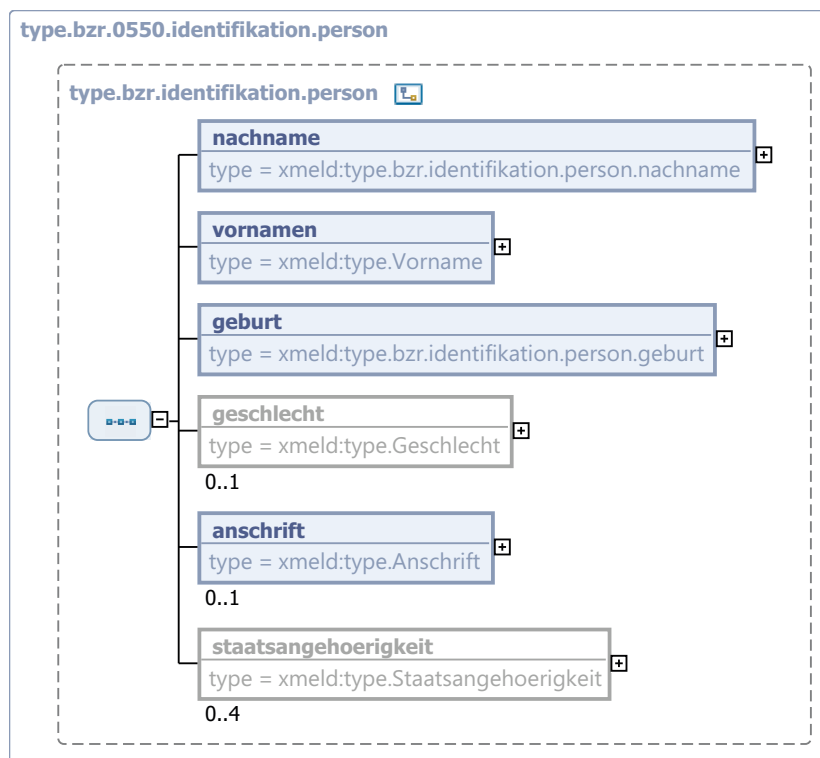 type.bzr.0550.identifikation.person
type.bzr.identifikation.person
nachname
type = xmeld:type.bzr.identifikation.person.nachname
vornamen
type = xmeld:type.Vorname
geburt
type = xmeld:type.bzr.identifikation.person.geburt
geschlecht
type = xmeld:type.Geschlecht
0..1
anschrift
type = xmeld:type.Anschrift
0..1
staatsangehoerigkeit
type = xmeld:type.Staatsangehoerigkeit
0..4